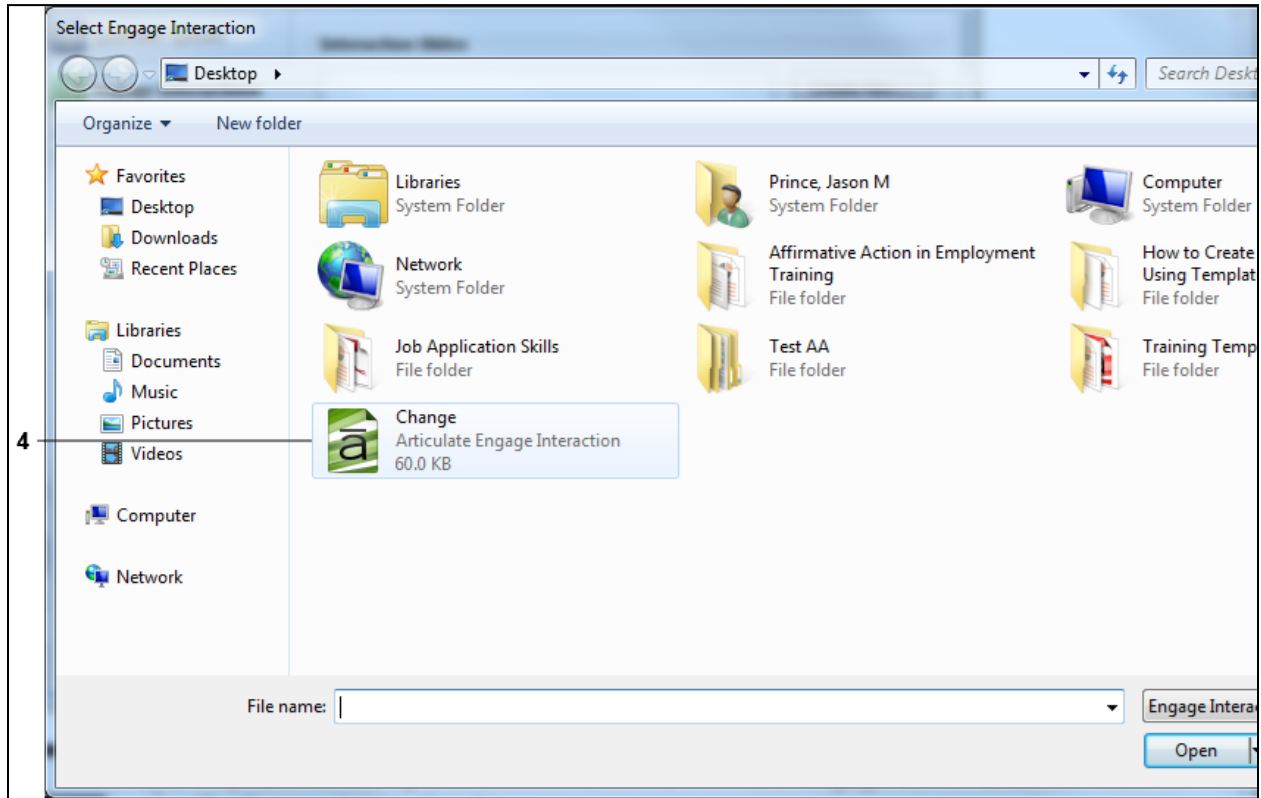 Select Engage Interaction
Desktop
Search Deskt
Organize
New folder
Favorites
Desktop
Downloads
Recent Places
Libraries
Documents
Music
Pictures
Videos
Computer
Network
Libraries
System Folder
Prince, Jason M
System Folder
Computer
System Folder
Network
System Folder
Affirmative Action in Employment
Training
File folder
How to Create
Using Templat
File folder
Job Application Skills
File folder
Test AA
File folder
Training Temp
File folder
4
ā
Change
Articulate Engage Interaction
60.0 KB
File name:
Engage Intera
Open